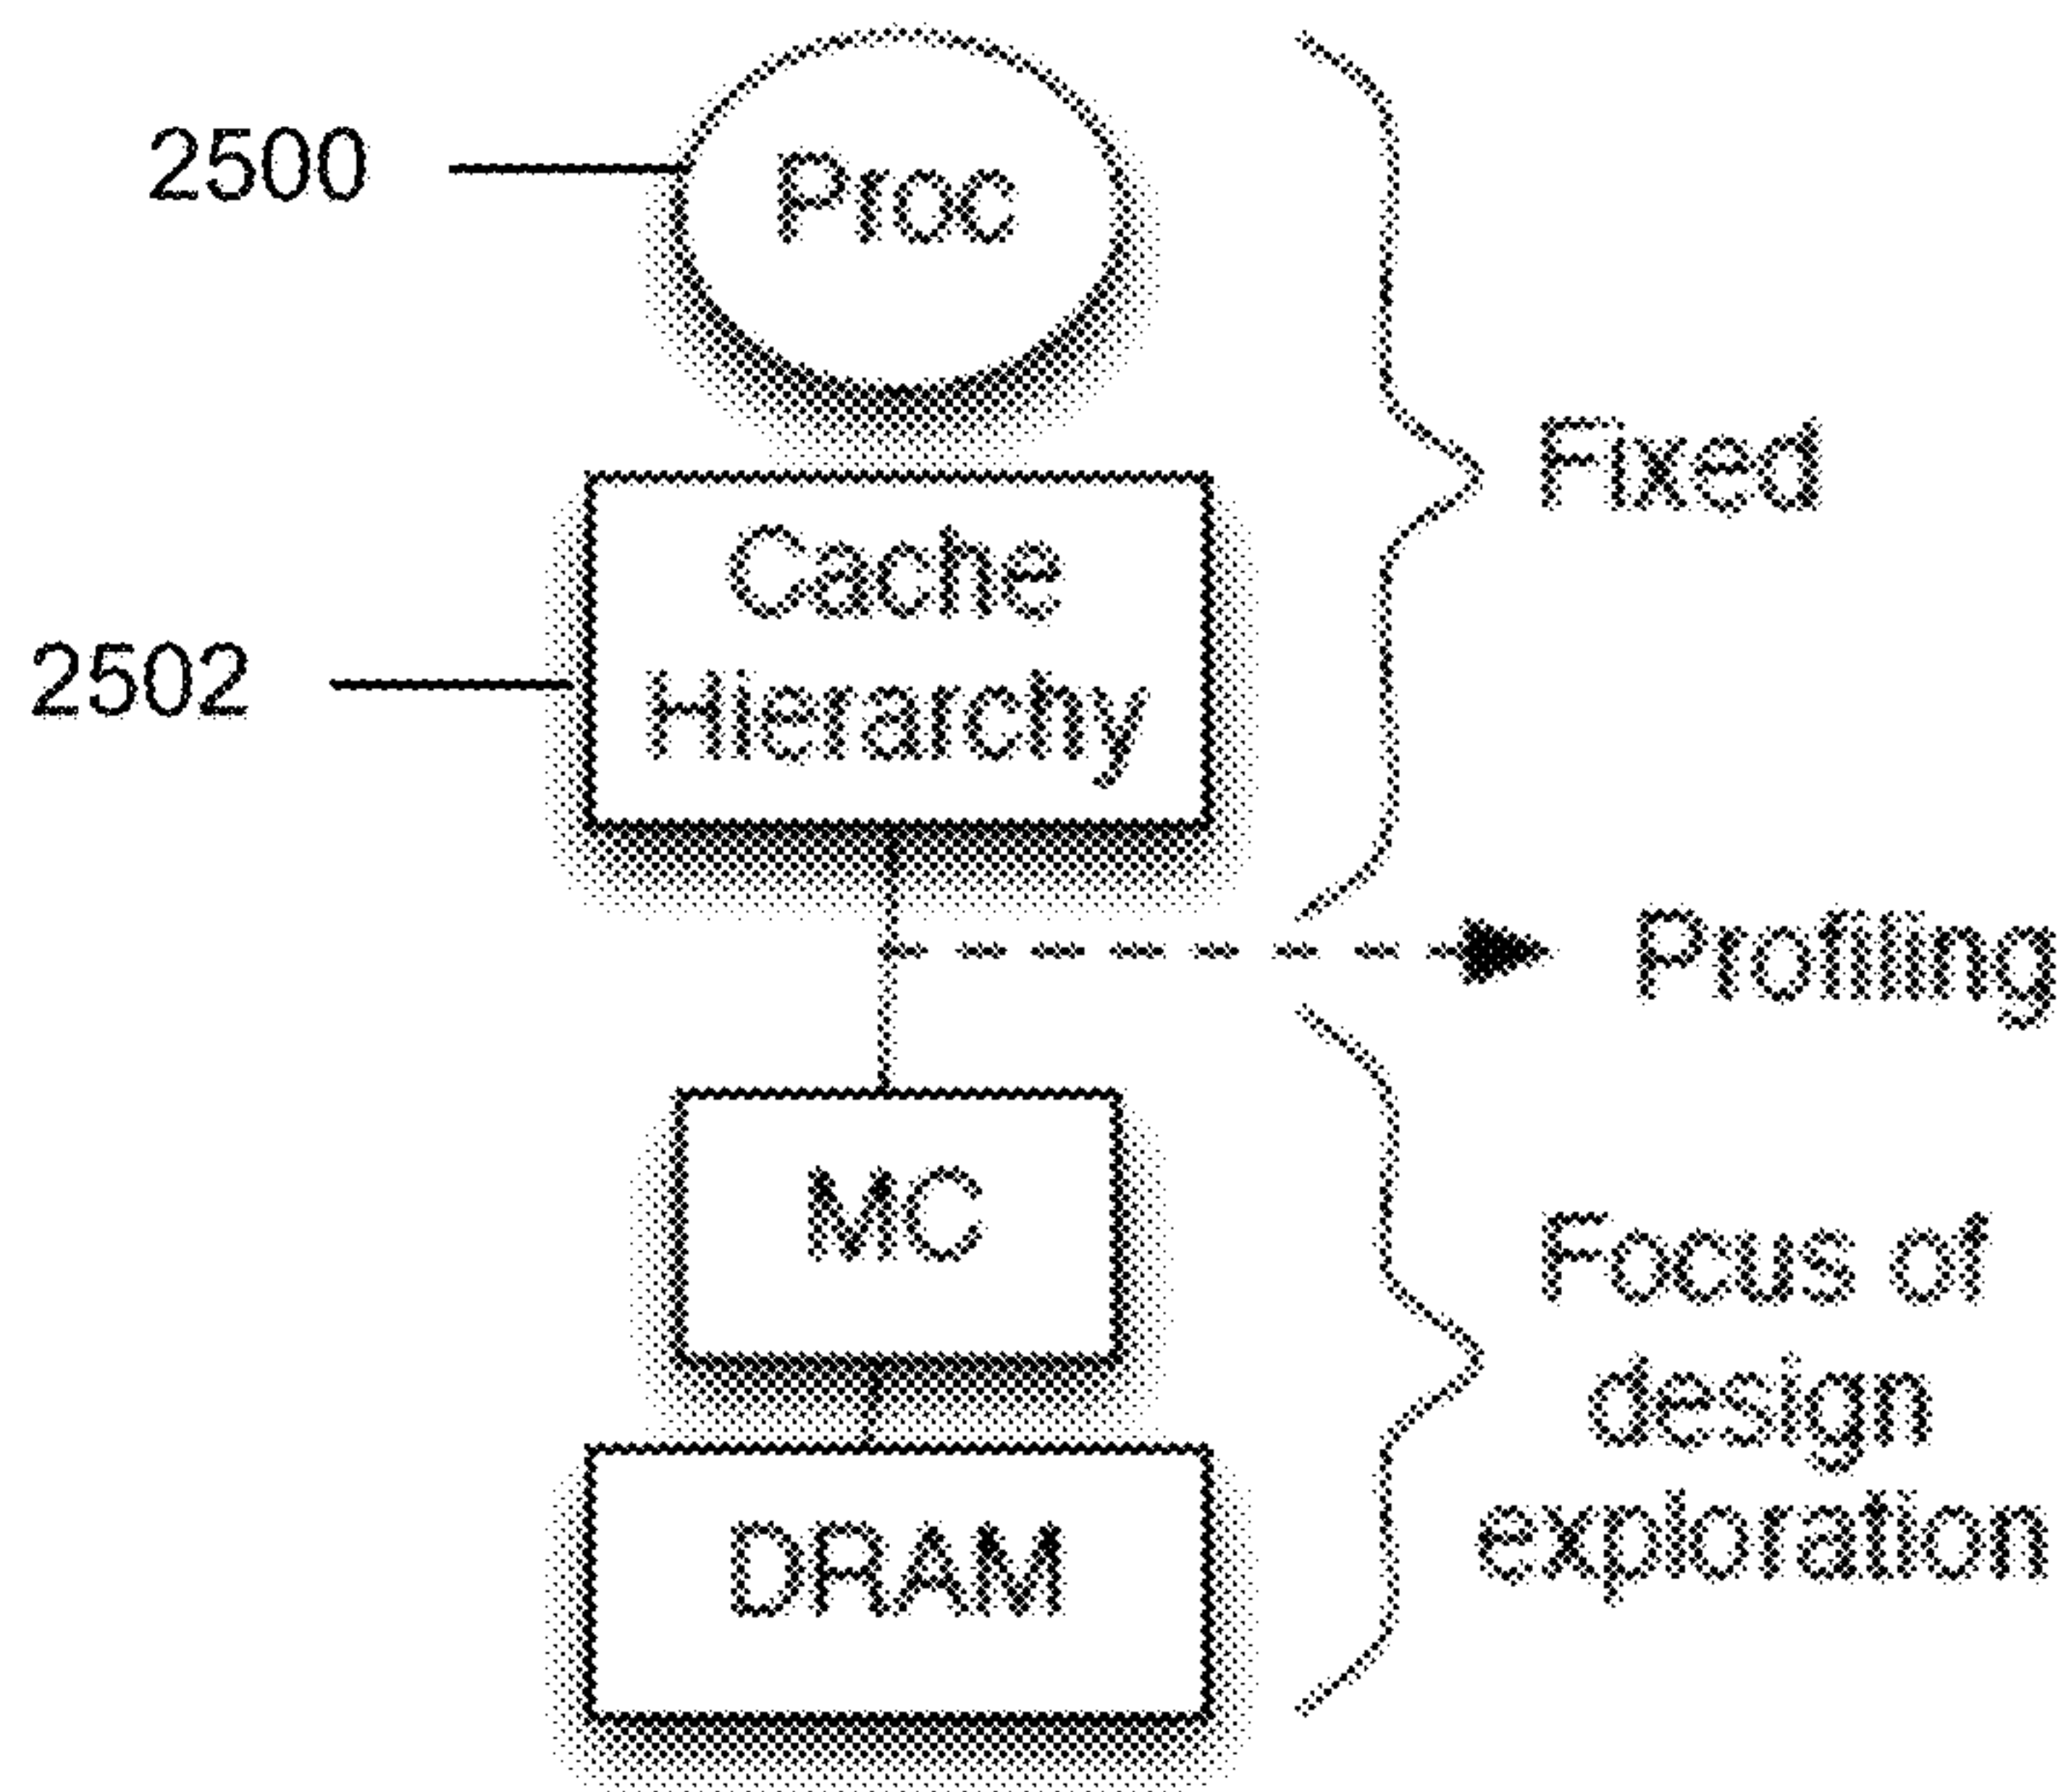 2500
Proc
Fixed
Cache
Hierarchy
2502
Profiling
MC
Focus of
design
exploration
DRAM